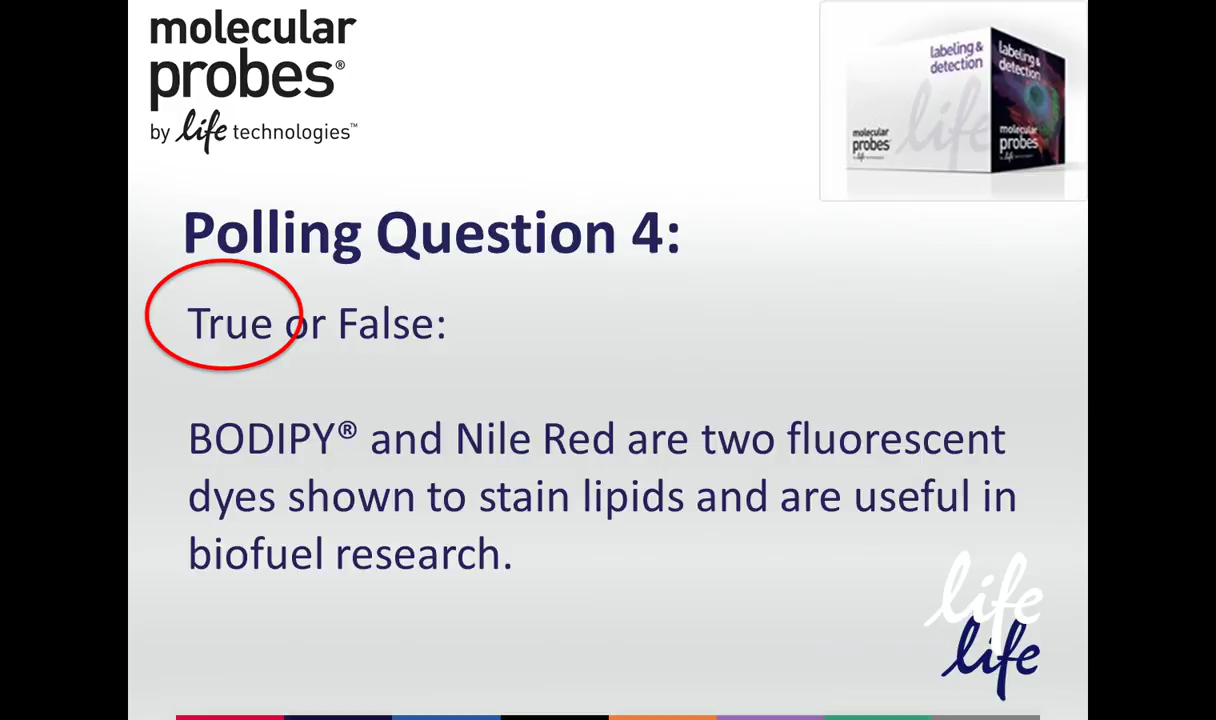 molecular
probes®
by life technologies™
labeling &
detection
labeling &
detection
life
molecular
probes
molecular
probes
Polling Question 4:
True or False:
BODIPY® and Nile Red are two fluorescent
dyes shown to stain lipids and are useful in
biofuel research.
life
life